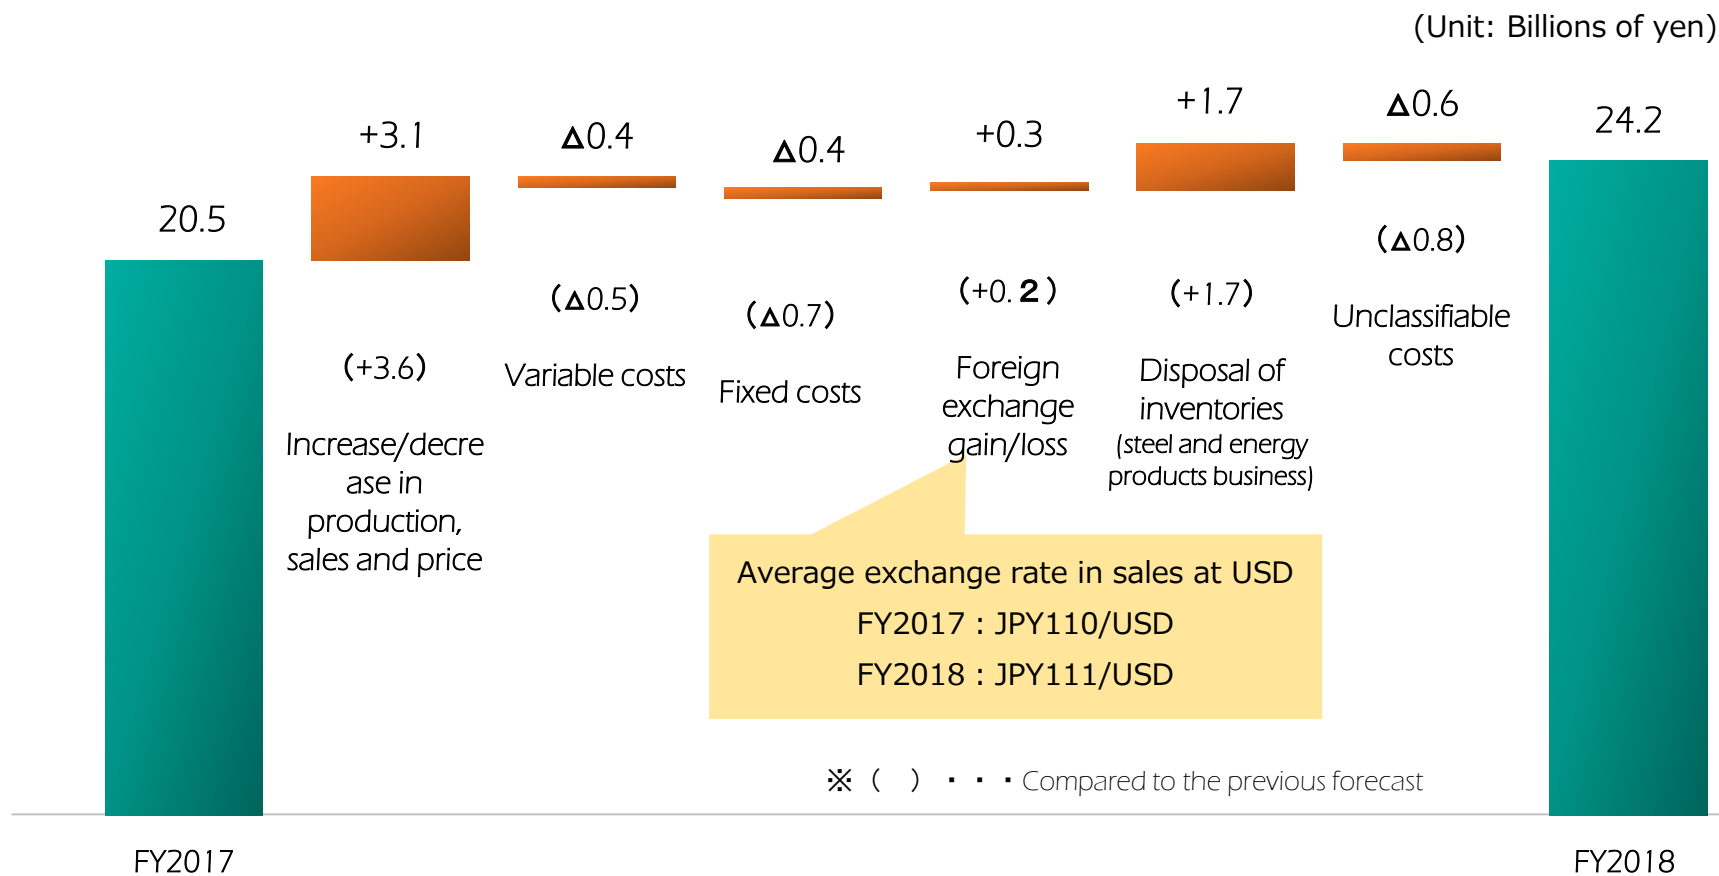 (Unit: Billions of yen)
20.5
+3.1
Δ0.4
Δ0.4
+0.3
+1.7
Δ0.6
24.2
(+3.6)
Increase/decre
ase in
production,
sales and price
(Δ0.5)
Variable costs
(Δ0.7)
Fixed costs
(+0. 2)
Foreign
exchange
gain/loss
(+1.7)
Disposal of
inventories
(steel and energy
products business)
(Δ0.8)
Unclassifiable
costs
Average exchange rate in sales at USD
FY2017 : JPY110/USD
FY2018 : JPY111/USD
※ ( ) ・・・Compared to the previous forecast
FY2017
FY2018